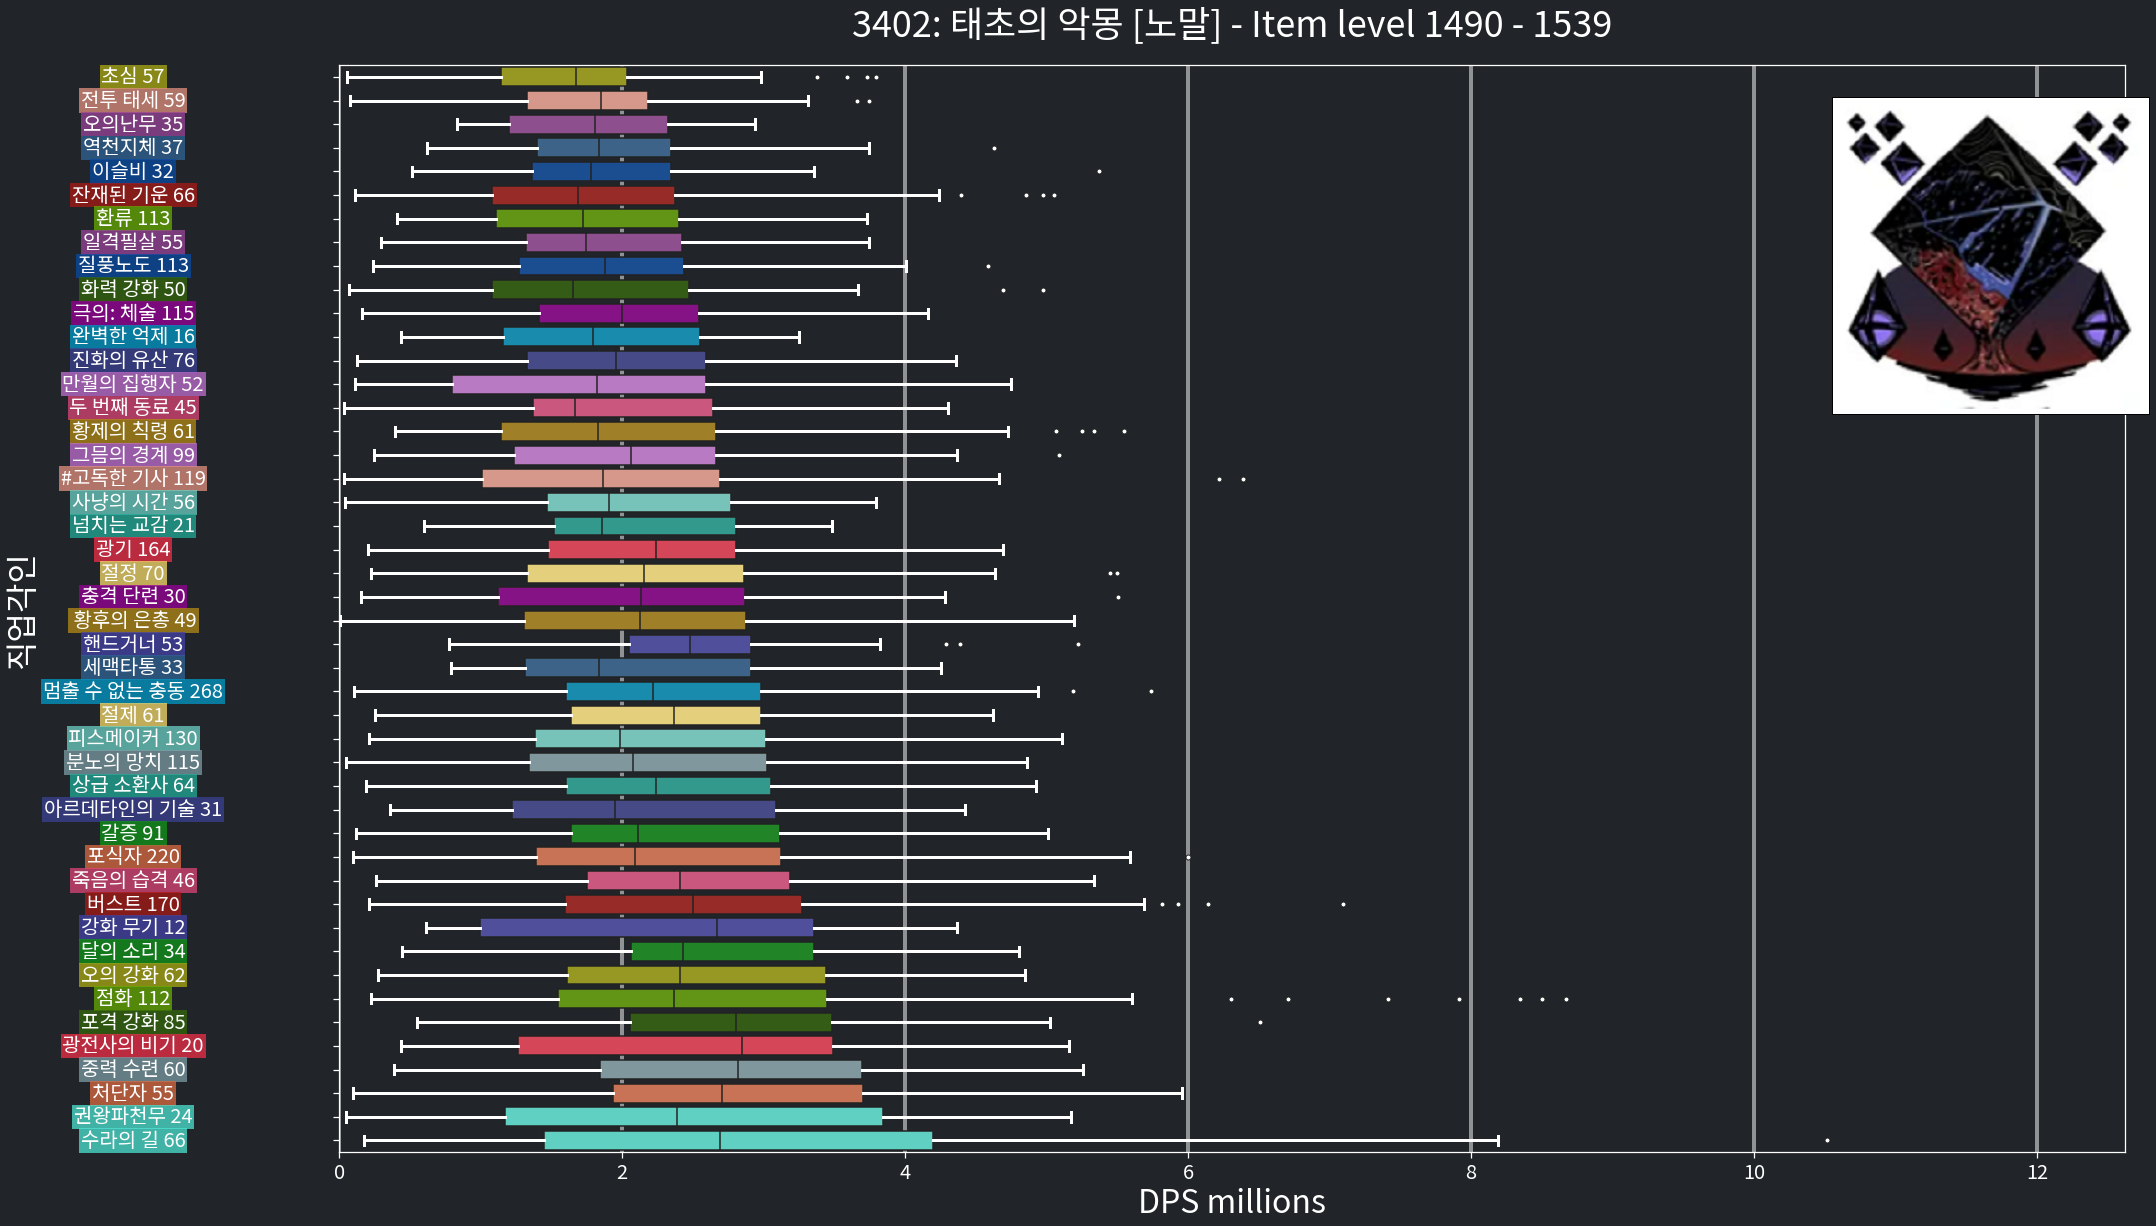 3402: 태초의 악몽 [노말] - Item level 1490 - 1539
직업각인
초심 57
전투 태세 59
오의난무 35
역천지체 37
이슬비 32
잔재된 기운 66
환류 113
일격필살 55
질풍노도 113
화력 강화 50
극의: 체술 115
완벽한 억제 16
진화의 유산 76
만월의 집행자 52
두 번째 동료 45
황제의 칙령 61
그믐의 경계 99
#고독한 기사 119
사냥의 시간 56
넘치는 교감 21
광기 164
절정 70
충격 단련 30
황후의 은총 49
핸드거너 53
세맥타통 33
멈출 수 없는 충동 268
절제 61
피스메이커 130
분노의 망치 115
상급 소환사 64
아르데타인의 기술 31
갈증 91
포식자 220
죽음의 습격 46
버스트 170
강화 무기 12
달의 소리 34
오의 강화 62
점화 112
포격 강화 85
광전사의 비기 20
중력 수련 60
처단자 55
권왕파천무 24
수라의 길 66
0 2 4 6 8 10 12
DPS millions